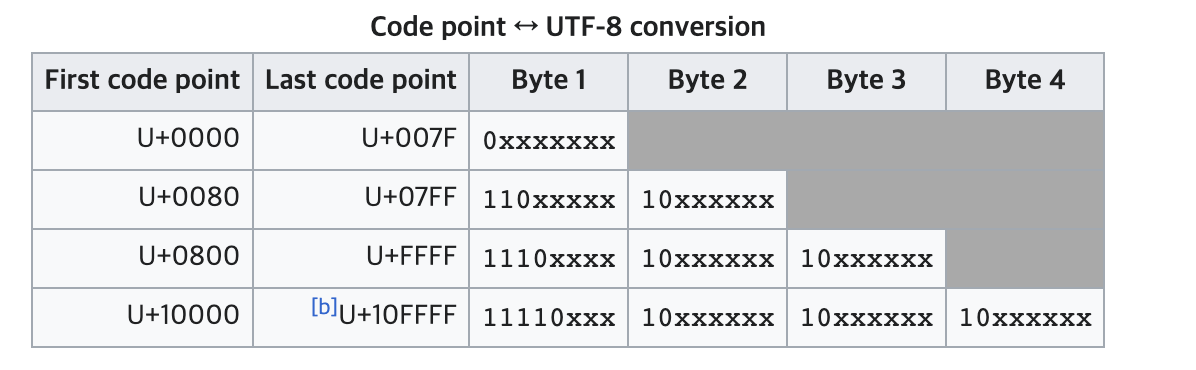 Code point ↔ UTF-8 conversion
First code point Last code point Byte 1 Byte 2 Byte 3 Byte 4
U+0000 U+007F 0xxxxxxx
U+0080 U+07FF 110xxxxx 10xxxxxx
U+0800 U+FFFF 1110xxxx 10xxxxxx 10xxxxxx
U+10000 [b]U+10FFFF 11110xxx 10xxxxxx 10xxxxxx 10xxxxxx